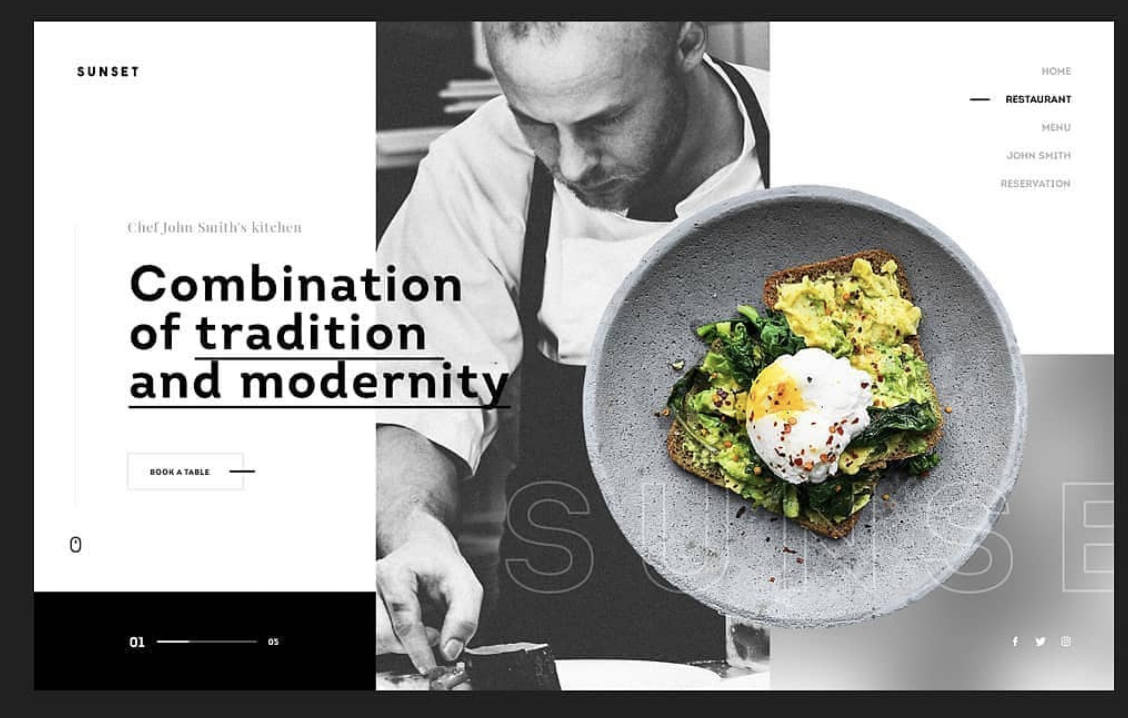 SUNSET
HOME
RESTAURANT
MENU
JOHN SMITH
RESERVATION
Chef John Smith's kitchen
Combination
of tradition
and modernity
BOOK A TABLE
SUNSE
01
05